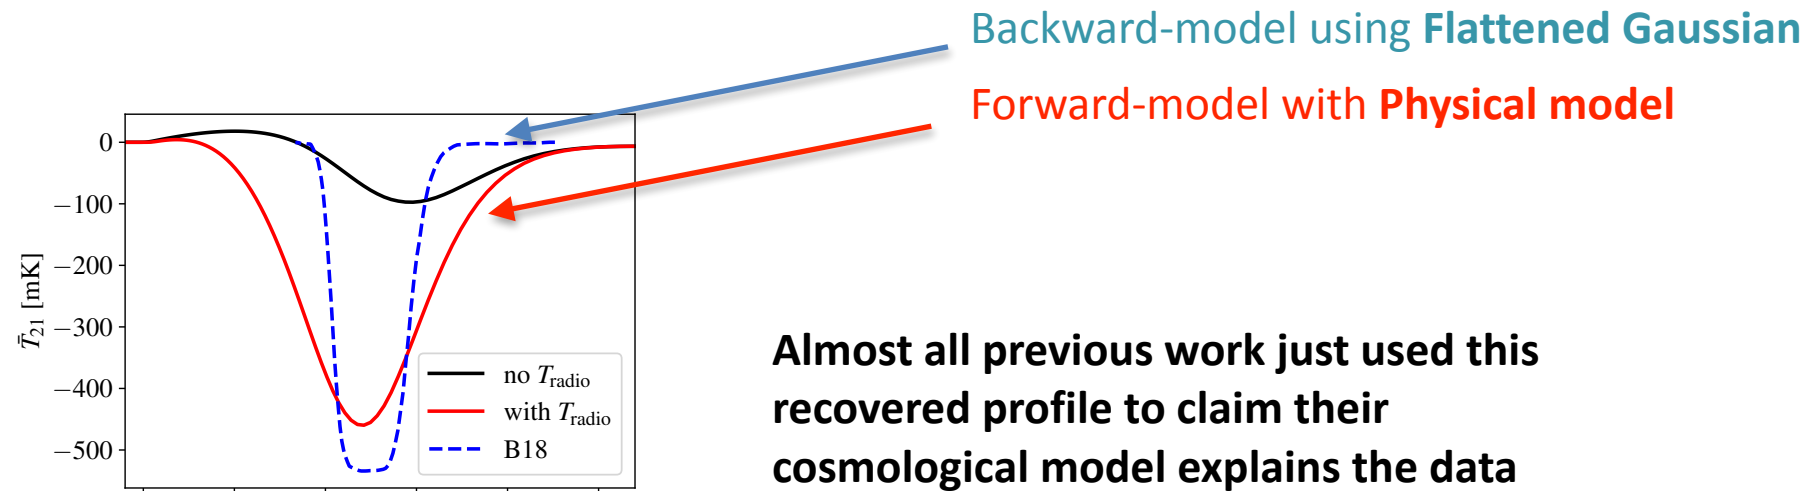 Backward-model using Flattened Gaussian
Forward-model with Physical model
0
−100
−200
−300
−400
−500
T̄21 [mK]
no Tradio
with Tradio
B18
Almost all previous work just used this
recovered profile to claim their
cosmological model explains the data